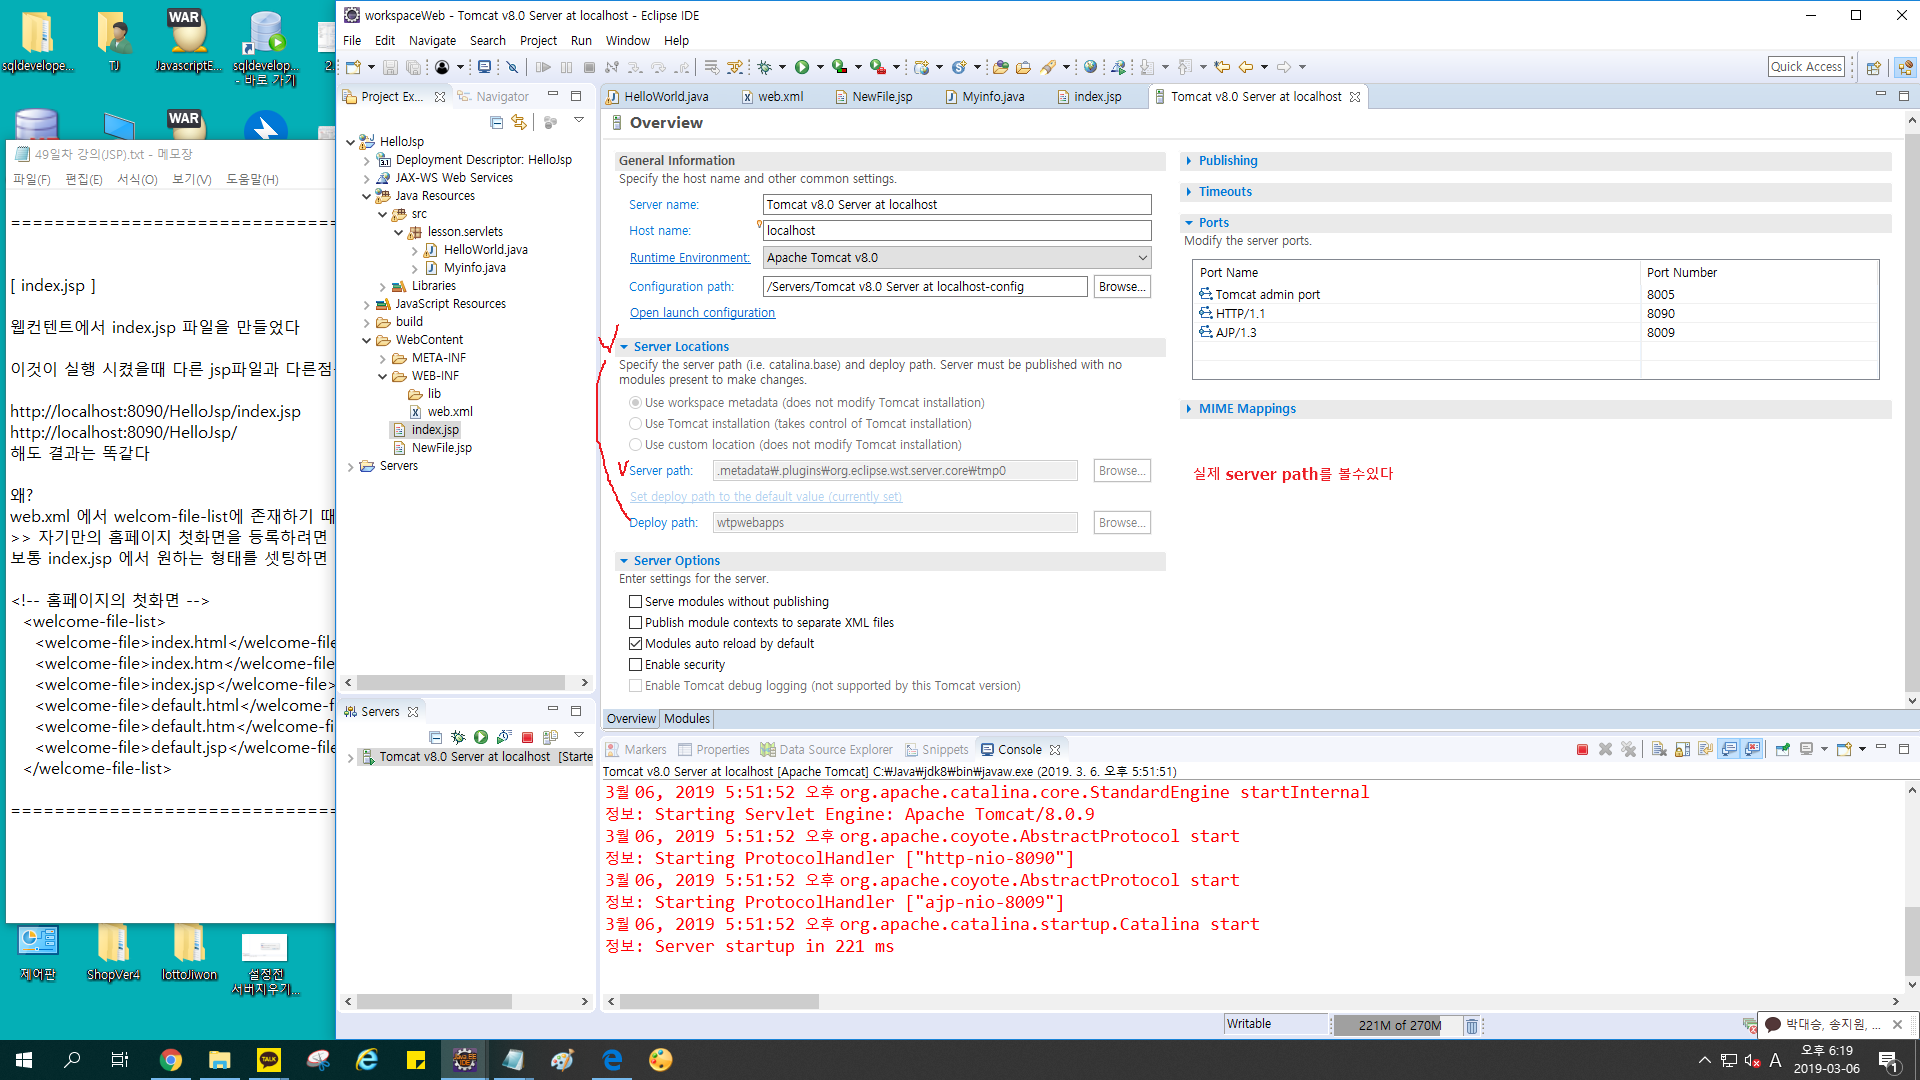 sqldevelope...
TJ
JavascriptE...
sqldevelop...
- 바로 가기
2.
WAR
WAR
49일차 강의(JSP).txt - 메모장
파일(F) 편집(E) 서식(O) 보기(V) 도움말(H)
[ index.jsp ]
웹컨텐트에서 index.jsp 파일을 만들었다
이것이 실행 시켰을때 다른 jsp파일과 다른점
http://localhost:8090/HelloJsp/index.jsp
http://localhost:8090/HelloJsp/
해도 결과는 똑같다
왜?
web.xml 에서 welcom-file-list에 존재하기 때
>> 자기만의 홈페이지 첫화면을 등록하려면
보통 index.jsp 에서 원하는 형태를 셋팅하면
<!-- 홈페이지의 첫화면 -->
<welcome-file-list>
<welcome-file>index.html</welcome-file
<welcome-file>index.htm</welcome-file
<welcome-file>index.jsp</welcome-file>
<welcome-file>default.html</welcome-f
<welcome-file>default.htm</welcome-fi
<welcome-file>default.jsp</welcome-file
</welcome-file-list>
제어판
ShopVer4
lottoJiwon
설정전
서버지우기...
workspaceWeb - Tomcat v8.0 Server at localhost - Eclipse IDE
File Edit Navigate Search Project Run Window Help
Quick Access
Project Ex... Navigator
HelloJsp
Deployment Descriptor: HelloJsp
JAX-WS Web Services
Java Resources
src
lesson.servlets
HelloWorld.java
Myinfo.java
Libraries
JavaScript Resources
build
WebContent
META-INF
WEB-INF
lib
web.xml
index.jsp
NewFile.jsp
Servers
Servers
Tomcat v8.0 Server at localhost [Starte
HelloWorld.java web.xml NewFile.jsp Myinfo.java index.jsp Tomcat v8.0 Server at localhost
Overview
General Information
Specify the host name and other common settings.
Server name: Tomcat v8.0 Server at localhost
Host name: localhost
Runtime Environment: Apache Tomcat v8.0
Configuration path: /Servers/Tomcat v8.0 Server at localhost-config Browse...
Open launch configuration
Server Locations
Specify the server path (i.e. catalina.base) and deploy path. Server must be published with no
modules present to make changes.
Use workspace metadata (does not modify Tomcat installation)
Use Tomcat installation (takes control of Tomcat installation)
Use custom location (does not modify Tomcat installation)
Server path: .metadata₩.plugins₩org.eclipse.wst.server.core₩tmp0 Browse...
Set deploy path to the default value (currently set)
Deploy path: wtpwebapps Browse...
Server Options
Enter settings for the server.
Serve modules without publishing
Publish module contexts to separate XML files
Modules auto reload by default
Enable security
Enable Tomcat debug logging (not supported by this Tomcat version)
Overview Modules
Publishing
Timeouts
Ports
Modify the server ports.
Port Name Port Number
Tomcat admin port 8005
HTTP/1.1 8090
AJP/1.3 8009
MIME Mappings
실제 server path를 볼수있다
Markers Properties Data Source Explorer Snippets Console
Tomcat v8.0 Server at localhost [Apache Tomcat] C:₩Java₩jdk8₩bin₩javaw.exe (2019. 3. 6. 오후 5:51:51)
3월 06, 2019 5:51:52 오후 org.apache.catalina.core.StandardEngine startInternal
정보: Starting Servlet Engine: Apache Tomcat/8.0.9
3월 06, 2019 5:51:52 오후 org.apache.coyote.AbstractProtocol start
정보: Starting ProtocolHandler ["http-nio-8090"]
3월 06, 2019 5:51:52 오후 org.apache.coyote.AbstractProtocol start
정보: Starting ProtocolHandler ["ajp-nio-8009"]
3월 06, 2019 5:51:52 오후 org.apache.catalina.startup.Catalina start
정보: Server startup in 221 ms
Writable
221M of 270M
박대승, 송지원, ...
TALK
A
오후 6:19
2019-03-06
1